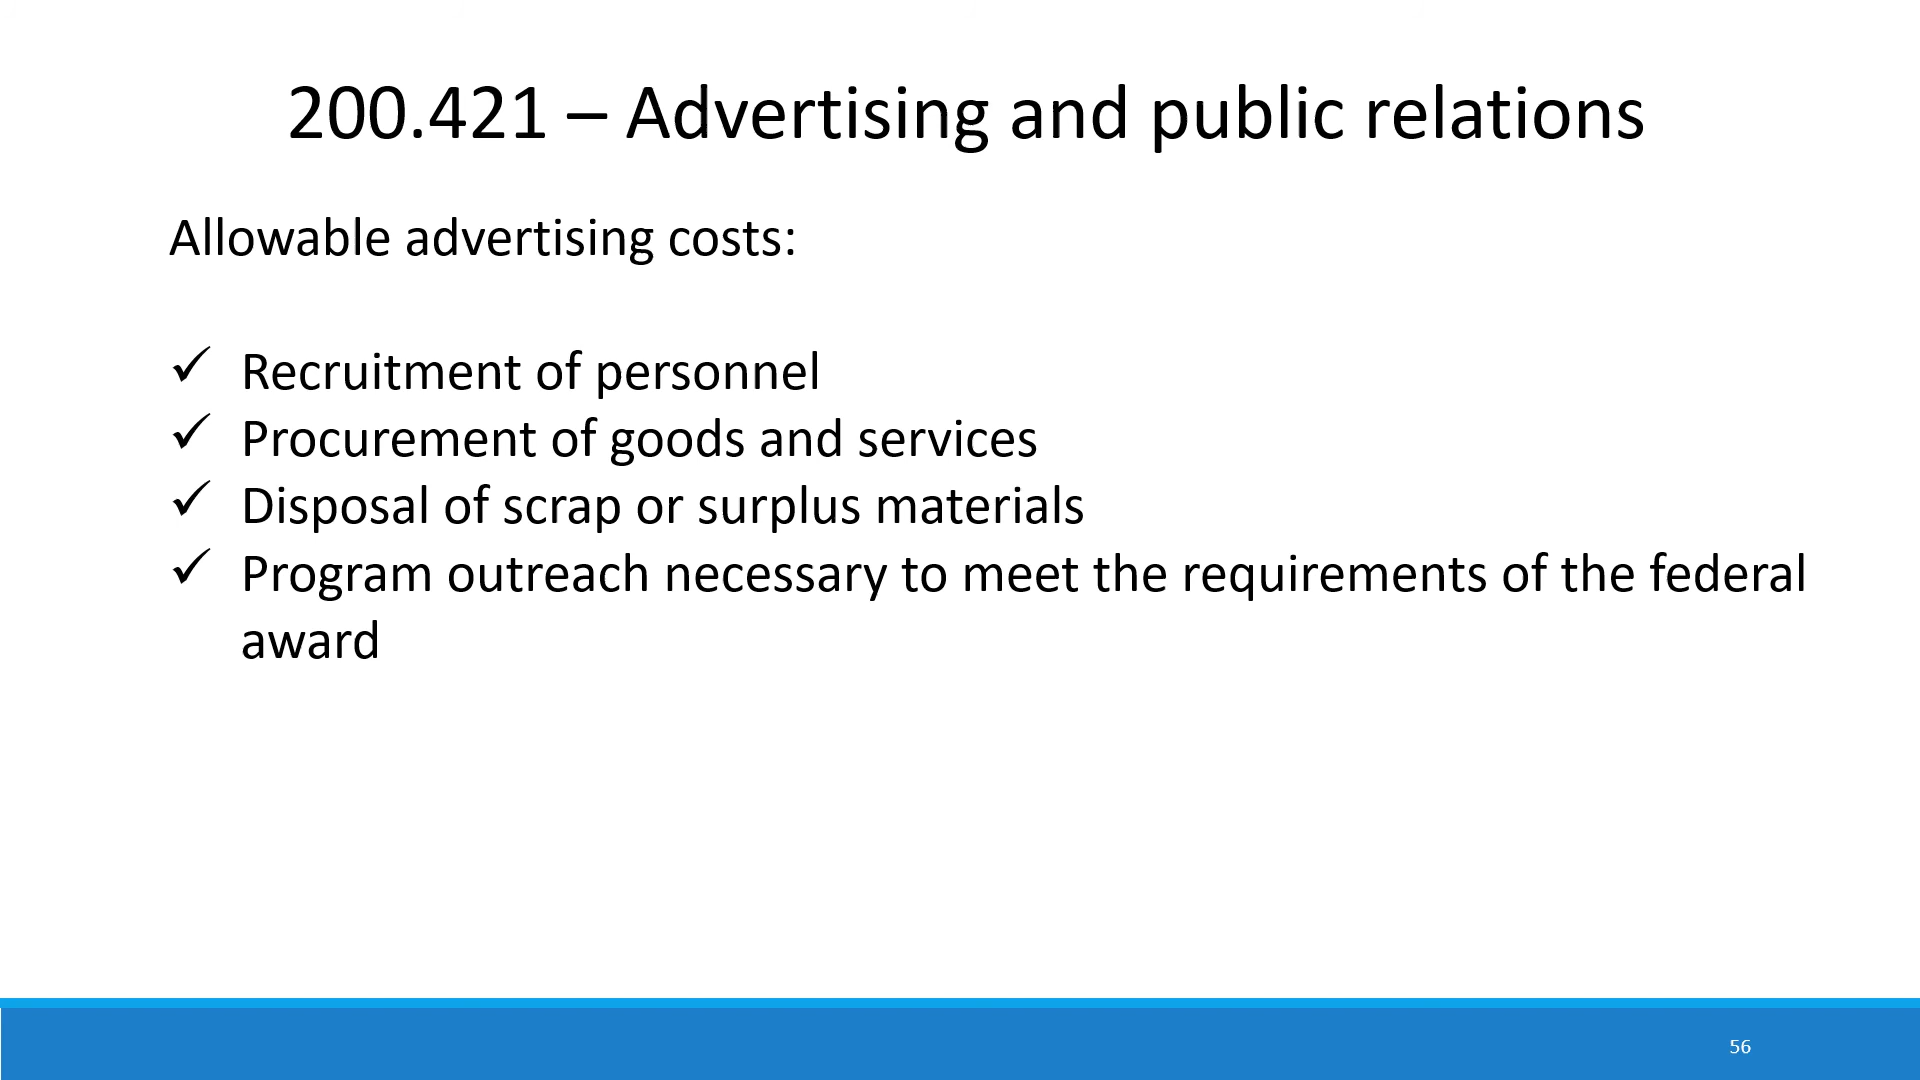 200.421 – Advertising and public relations
Allowable advertising costs:
✓ Recruitment of personnel
✓ Procurement of goods and services
✓ Disposal of scrap or surplus materials
✓ Program outreach necessary to meet the requirements of the federal
award
56